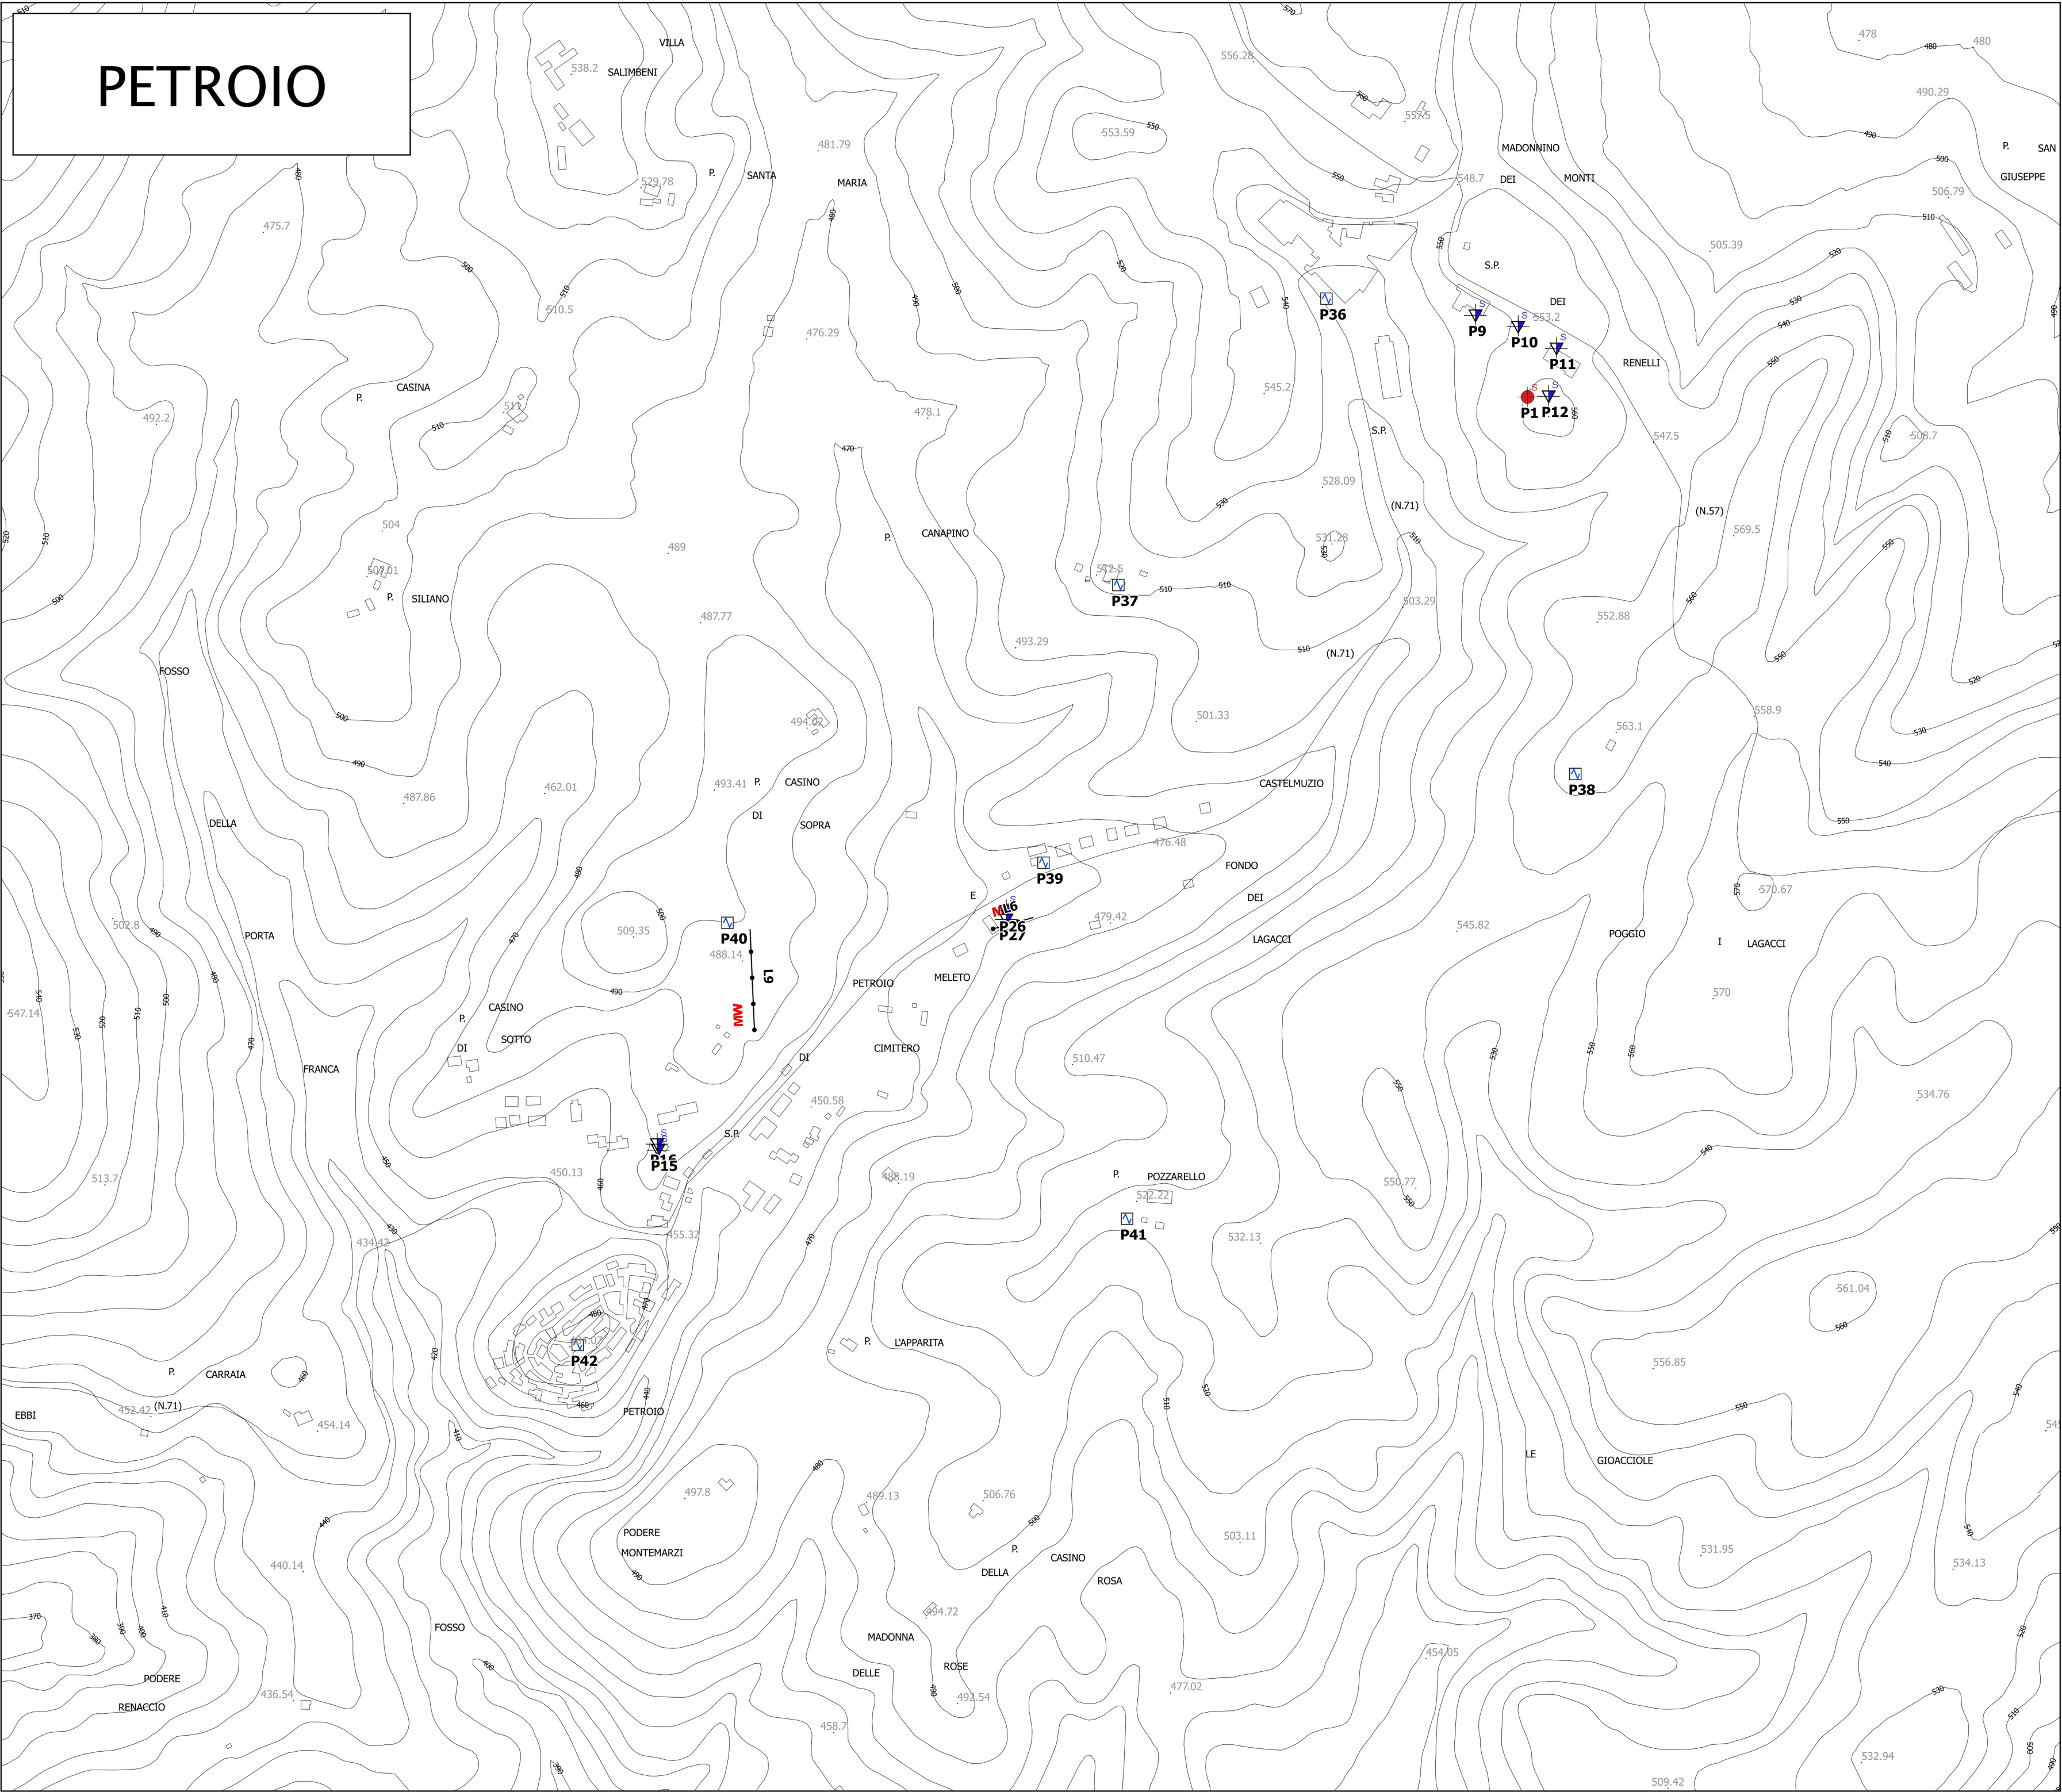 PETROIO
VILLA
SALIMBENI
538.2
529.78
P.
SANTA
MARIA
481.79
475.7
510.5
476.29
478.1
553.59
556.28
557.5
548.7
MADONNINO
DEI
MONTI
478
480
490.29
P.
SAN
GIUSEPPE
506.79
505.39
S.P.
DEI
553.2
RENELLI
P36
P9
P10
P11
P1
P12
545.2
S.P.
528.09
(N.71)
531.28
547.5
(N.57)
569.5
508.7
CASINA
P.
511
492.2
504
507.01
P.
SILIANO
489
487.77
P.
CANAPINO
512.5
P37
493.29
503.29
(N.71)
552.88
501.33
558.9
563.1
P38
FOSSO
DELLA
PORTA
FRANCA
494.02
493.41
P.
CASINO
DI
SOPRA
462.01
487.86
CASTELMUZIO
476.48
FONDO
DEI
LAGACCI
P39
E
L6
P26
P27
479.42
MELETO
PETROIO
DI
S.P.
CIMITERO
502.8
509.35
P40
488.14
L9
MW
547.14
P.
CASINO
DI
SOTTO
545.82
POGGIO
I
LAGACCI
570.67
570
510.47
534.76
450.58
P16
P15
450.13
513.7
488.19
P.
POZZARELLO
522.22
P41
532.13
550.77
434.42
455.32
561.04
556.85
P42
PETROIO
P.
L'APPARITA
P.
CARRAIA
EBBI
452.42
(N.71)
454.14
497.8
PODERE
MONTEMARZI
489.13
506.76
P.
DELLA
CASINO
ROSA
503.11
LE
GIOACCIOLE
531.95
534.13
440.14
494.72
MADONNA
DELLE
ROSE
492.54
FOSSO
PODERE
RENACCIO
436.54
458.7
477.02
454.05
532.94
509.42